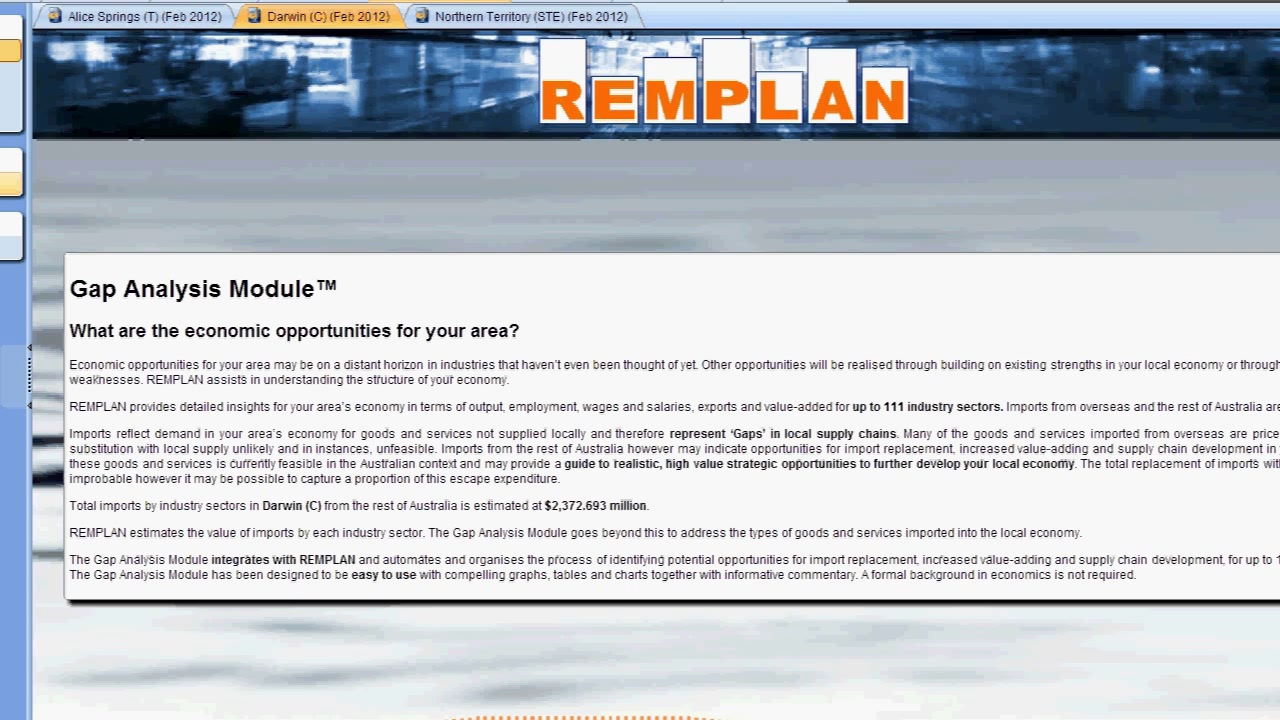 Alice Springs (T) (Feb 2012) Darwin (C) (Feb 2012) Northern Territory (STE) (Feb 2012)
REMPLAN
Gap Analysis Module™
What are the economic opportunities for your area?
Economic opportunities for your area may be on a distant horizon in industries that haven't even been thought of yet. Other opportunities will be realised through building on existing strengths in your local economy or through
weaknesses. REMPLAN assists in understanding the structure of your economy.
REMPLAN provides detailed insights for your area's economy in terms of output, employment, wages and salaries, exports and value-added for up to 111 industry sectors. Imports from overseas and the rest of Australia are
Imports reflect demand in your area's economy for goods and services not supplied locally and therefore represent 'Gaps' in local supply chains. Many of the goods and services imported from overseas are price
substitution with local supply unlikely and in instances, unfeasible. Imports from the rest of Australia however may indicate opportunities for import replacement, increased value-adding and supply chain development in
these goods and services is currently feasible in the Australian context and may provide a guide to realistic, high value strategic opportunities to further develop your local economy. The total replacement of imports with
improbable however it may be possible to capture a proportion of this escape expenditure.
Total imports by industry sectors in Darwin (C) from the rest of Australia is estimated at $2,372.693 million.
REMPLAN estimates the value of imports by each industry sector. The Gap Analysis Module goes beyond this to address the types of goods and services imported into the local economy.
The Gap Analysis Module integrates with REMPLAN and automates and organises the process of identifying potential opportunities for import replacement, increased value-adding and supply chain development, for up to
The Gap Analysis Module has been designed to be easy to use with compelling graphs, tables and charts together with informative commentary. A formal background in economics is not required.